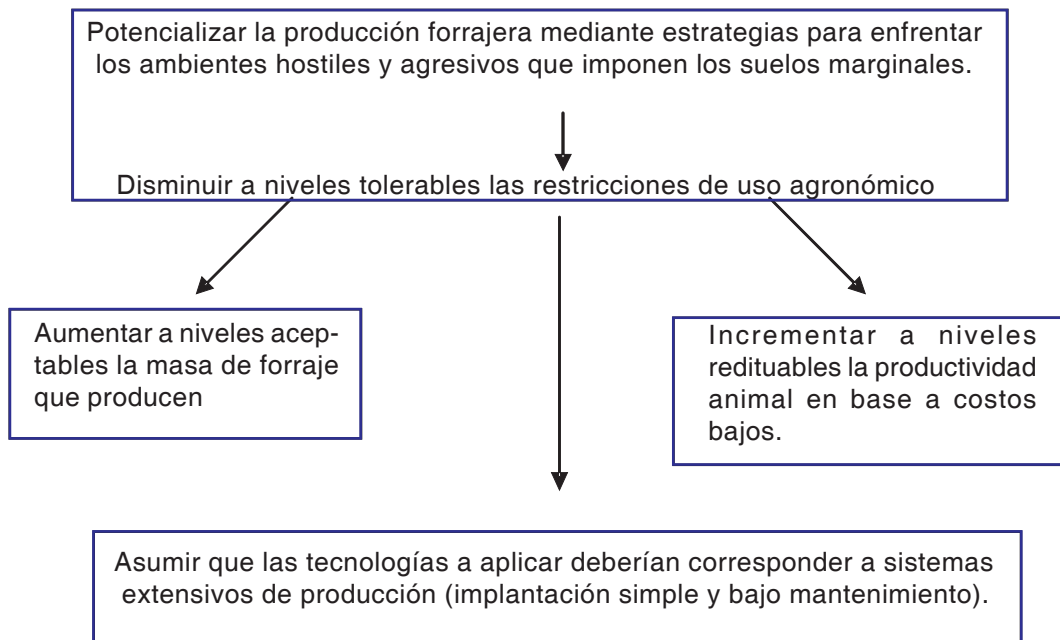 Potencializar la producción forrajera mediante estrategias para enfrentar
los ambientes hostiles y agresivos que imponen los suelos marginales.
Disminuir a niveles tolerables las restricciones de uso agronómico
Aumentar a niveles acep-
tables la masa de forraje
que producen
Incrementar a niveles
redituables la productividad
animal en base a costos
bajos.
Asumir que las tecnologías a aplicar deberían corresponder a sistemas
extensivos de producción (implantación simple y bajo mantenimiento).